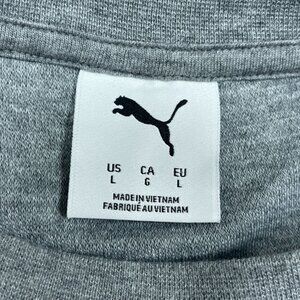 US CA EU
L G L
MADE IN VIETNAM
FABRIQUÉ AU VIETNAM